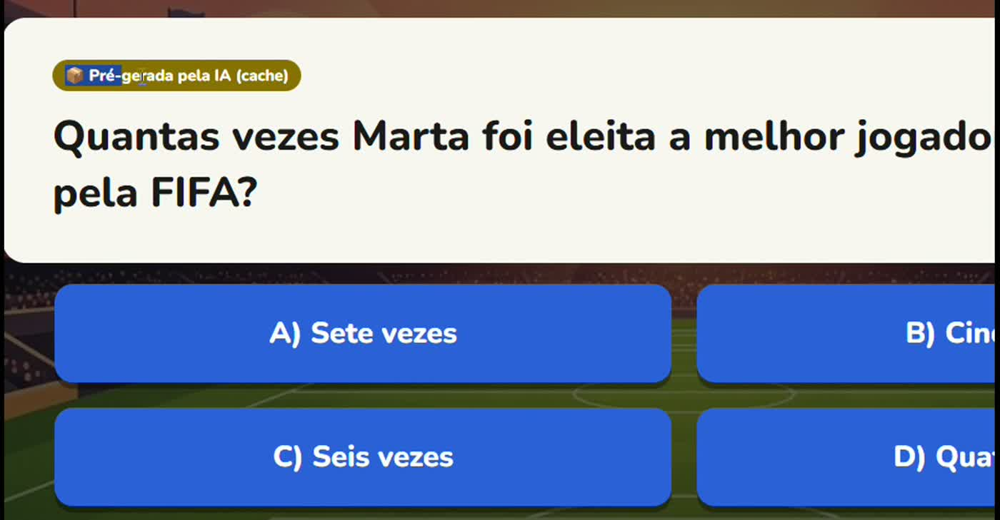 📦 Pré-gerada pela IA (cache)
Quantas vezes Marta foi eleita a melhor
pela FIFA?
A) Sete vezes
B)
C) Seis vezes
D)